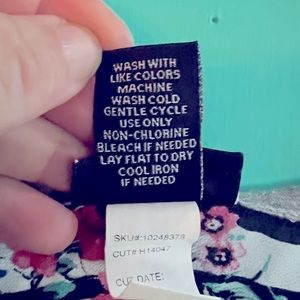 WASH WITH
LIKE COLORS
MACHINE
WASH COLD
GENTLE CYCLE
USE ONLY
NON-CHLORINE
BLEACH IF NEEDED
LAY FLAT TO DRY
COOL IRON
IF NEEDED
SKU#:10248378
CUT# H14047
CUT DATE: